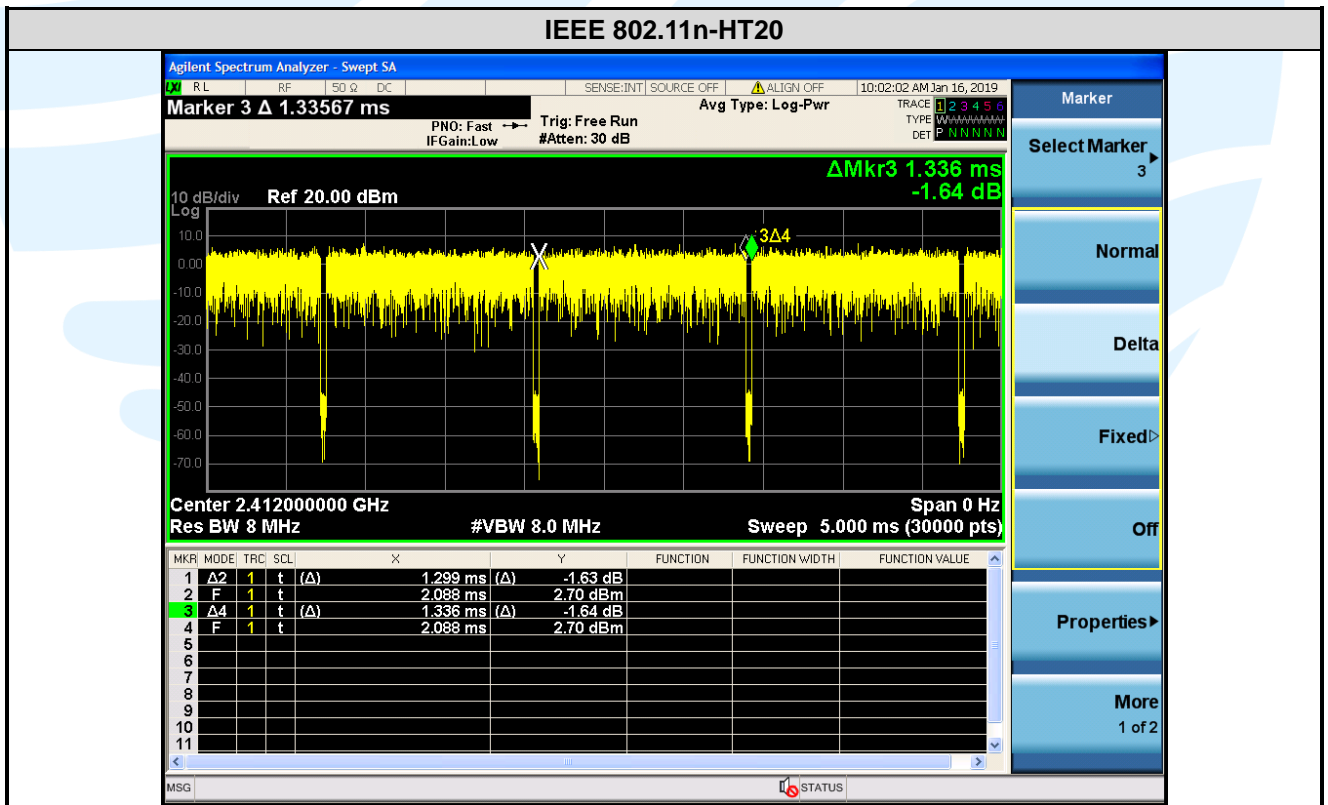 IEEE 802.11n-HT20
Agilent Spectrum Analyzer - Swept SA
LXI RL RF 50 Ω DC SENSE:INT SOURCE OFF ALIGN OFF 10:02:02 AM Jan 16, 2019
Marker 3 Δ 1.33567 ms
PNO: Fast
IFGain:Low
Trig: Free Run
#Atten: 30 dB
Avg Type: Log-Pwr
TRACE 1 2 3 4 5 6
TYPE WWWWWW
DET P N N N N N
ΔMkr3 1.336 ms
-1.64 dB
10 dB/div Ref 20.00 dBm
Log
10.0
0.00
-10.0
-20.0
-30.0
-40.0
-50.0
-60.0
-70.0
X
3Δ4
Center 2.412000000 GHz Span 0 Hz
Res BW 8 MHz #VBW 8.0 MHz Sweep 5.000 ms (30000 pts)
MKR MODE TRC SCL X Y FUNCTION FUNCTION WIDTH FUNCTION VALUE
1 Δ2 1 t (Δ) 1.299 ms (Δ) -1.63 dB
2 F 1 t 2.088 ms 2.70 dBm
3 Δ4 1 t (Δ) 1.336 ms (Δ) -1.64 dB
4 F 1 t 2.088 ms 2.70 dBm
5
6
7
8
9
10
11
MSG STATUS
Marker
Select Marker
3
Normal
Delta
Fixed
Off
Properties
More
1 of 2